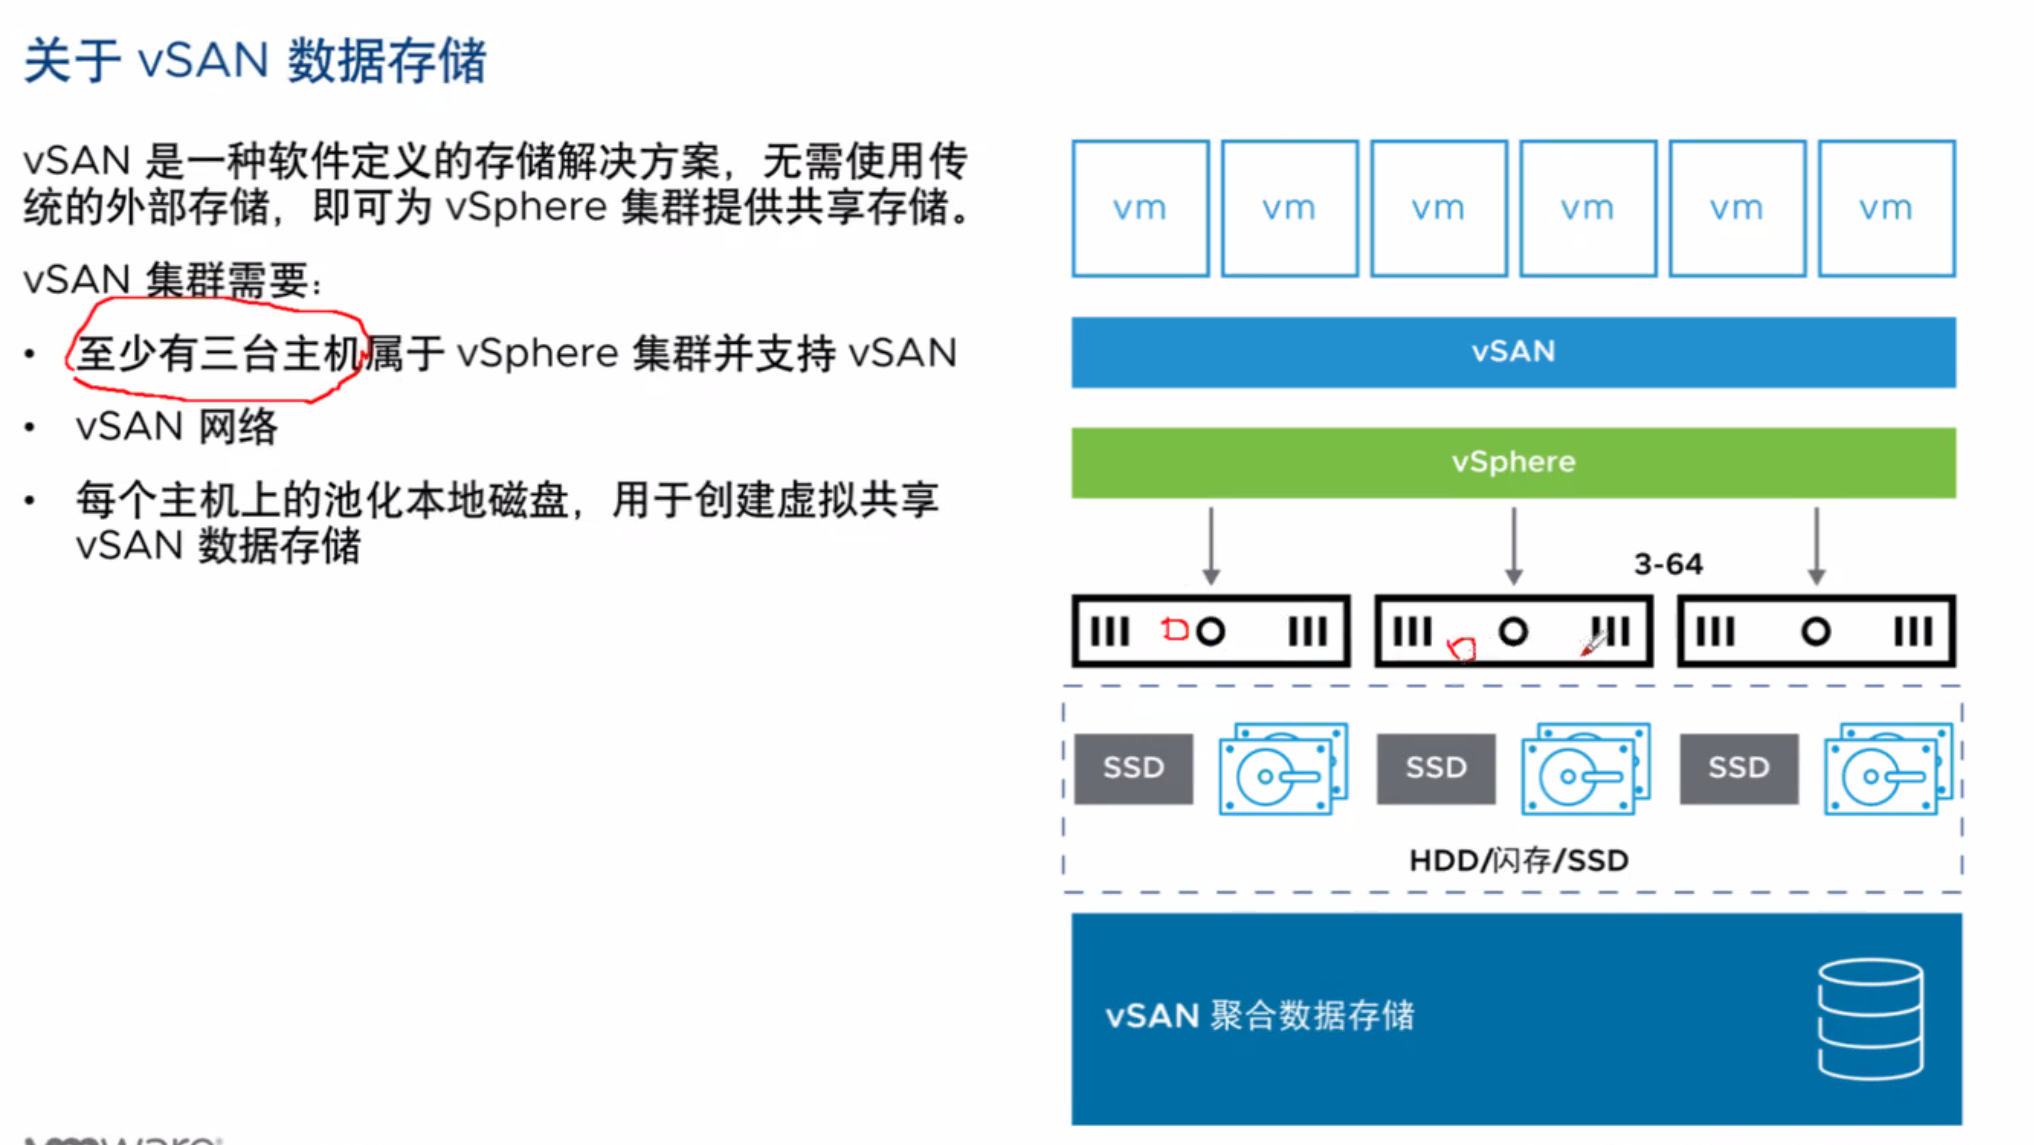 关于 vSAN 数据存储
vSAN 是一种软件定义的存储解决方案，无需使用传
统的外部存储，即可为 vSphere 集群提供共享存储。
vSAN 集群需要：
• 至少有三台主机属于 vSphere 集群并支持 vSAN
• vSAN 网络
• 每个主机上的池化本地磁盘，用于创建虚拟共享
vSAN 数据存储
vm vm vm vm vm vm
vSAN
vSphere
3-64
SSD SSD SSD
HDD/闪存/SSD
vSAN 聚合数据存储
vmware